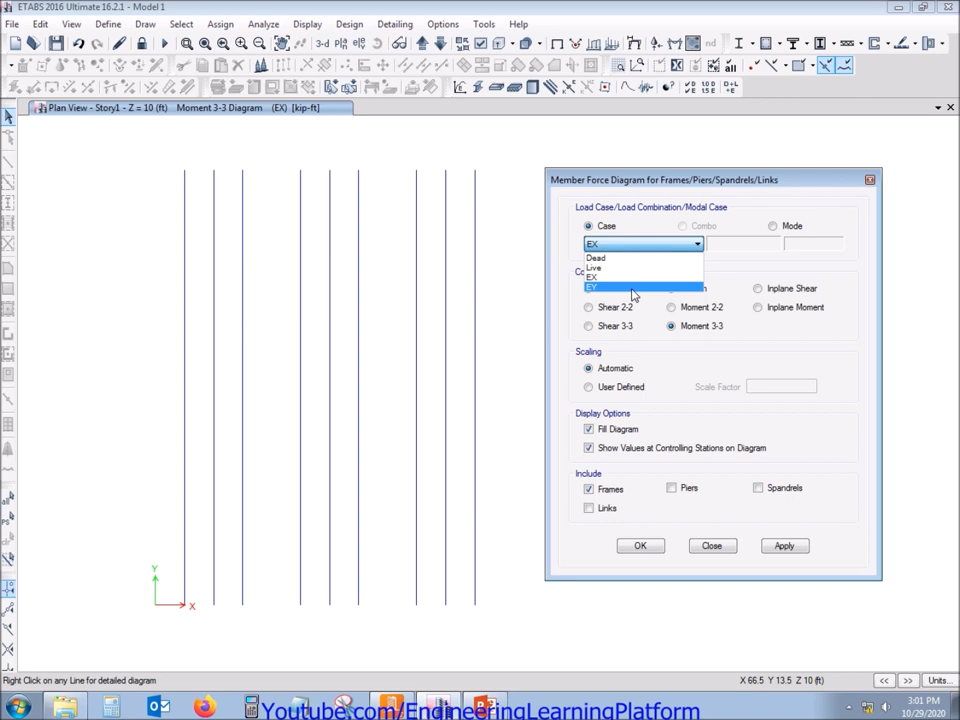 ETABS 2016 Ultimate 16.2.1 - Model 1
File Edit View Define Draw Select Assign Analyze Display Design Detailing Options Tools Help
3-d
nd
all
Plan View - Story1 - Z = 10 (ft) Moment 3-3 Diagram (EX) [kip-ft]
Member Force Diagram for Frames/Piers/Spandrels/Links
Load Case/Load Combination/Modal Case
Case Combo Mode
EX
Dead
Live
EX
EY
Inplane Shear
Shear 2-2 Moment 2-2 Inplane Moment
Shear 3-3 Moment 3-3
Scaling
Automatic
User Defined Scale Factor
Display Options
Fill Diagram
Show Values at Controlling Stations on Diagram
Include
Frames Piers Spandrels
Links
OK Close Apply
Y
X
all
PS
clr
Right Click on any Line for detailed diagram
X 66.5 Y 13.5 Z 10 (ft)
<< >> Units...
3:01 PM
10/29/2020
Youtube.com/EngineeringLearningPlatform